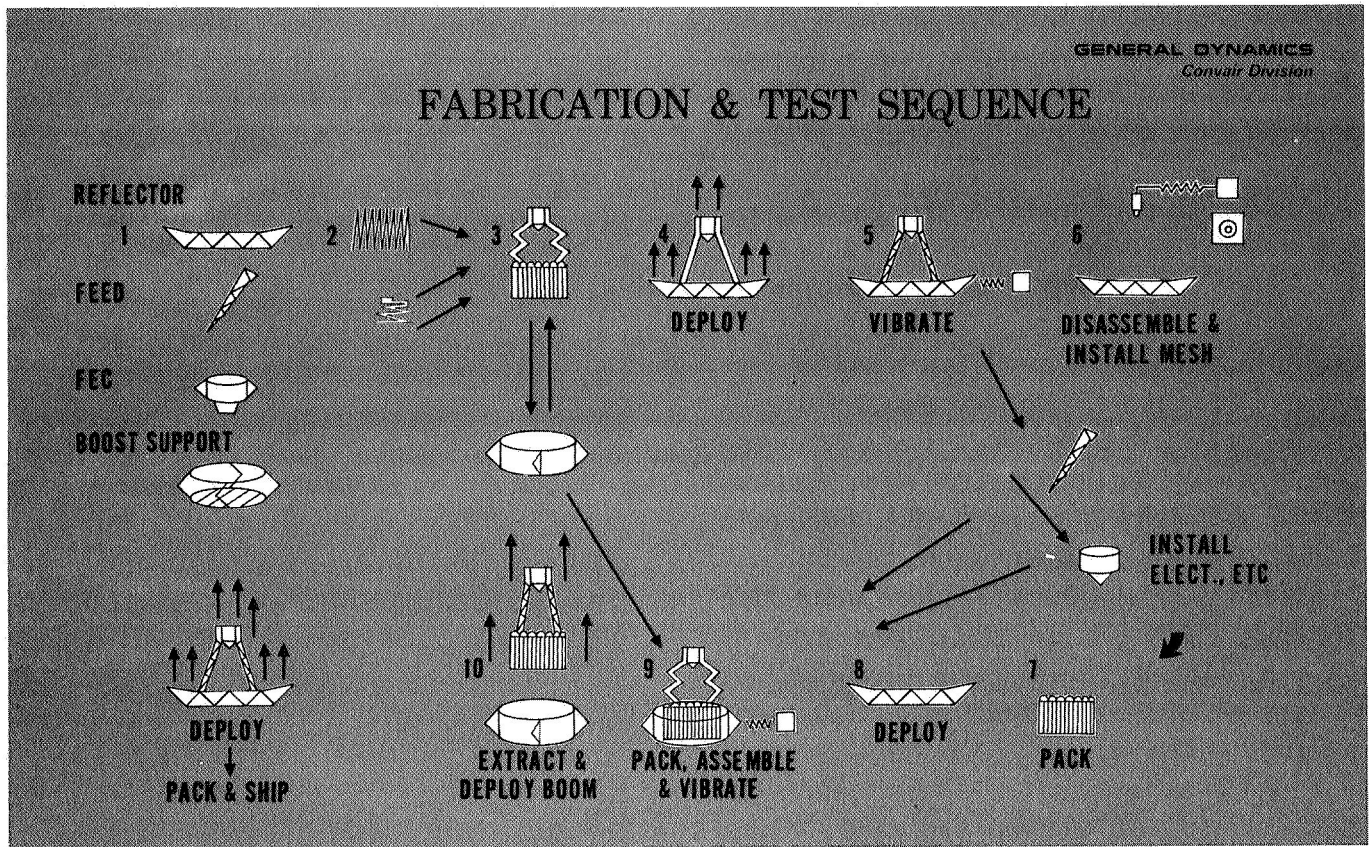 GENERAL DYNAMICS
Convair Division
FABRICATION & TEST SEQUENCE
REFLECTOR
1
2
3
4
5
6
FEED
DEPLOY
VIBRATE
DISASSEMBLE &
INSTALL MESH
FEC
BOOST SUPPORT
INSTALL
ELECT., ETC
10
9
8
7
DEPLOY
EXTRACT &
DEPLOY BOOM
PACK, ASSEMBLE
& VIBRATE
DEPLOY
PACK
PACK & SHIP